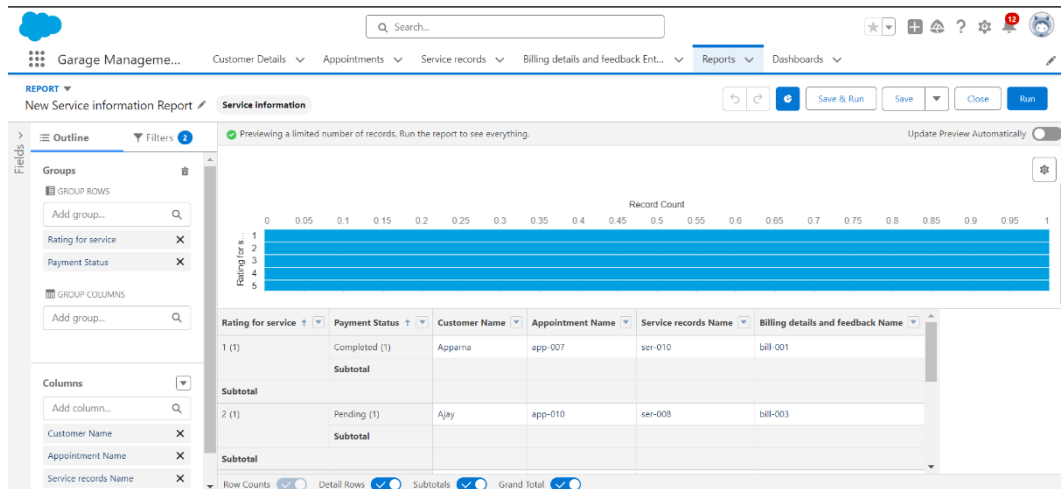 Search...
12
Garage Manageme...
Customer Details
Appointments
Service records
Billing details and feedback Ent...
Reports
Dashboards
REPORT
New Service information Report
Service information
Save & Run
Save
Close
Run
Fields
Outline
Filters 2
Previewing a limited number of records. Run the report to see everything.
Update Preview Automatically
Groups
GROUP ROWS
Add group...
Rating for service
Payment Status
GROUP COLUMNS
Add group...
Columns
Add column...
Customer Name
Appointment Name
Service records Name
Record Count
0 0.05 0.1 0.15 0.2 0.25 0.3 0.35 0.4 0.45 0.5 0.55 0.6 0.65 0.7 0.75 0.8 0.85 0.9 0.95 1
Rating for s...
1
2
3
4
5
Rating for service Payment Status Customer Name Appointment Name Service records Name Billing details and feedback Name
1 (1) Completed (1) Apparna app-007 ser-010 bill-001
Subtotal
Subtotal
2 (1) Pending (1) Ajay app-010 ser-008 bill-003
Subtotal
Subtotal
Row Counts Detail Rows Subtotals Grand Total